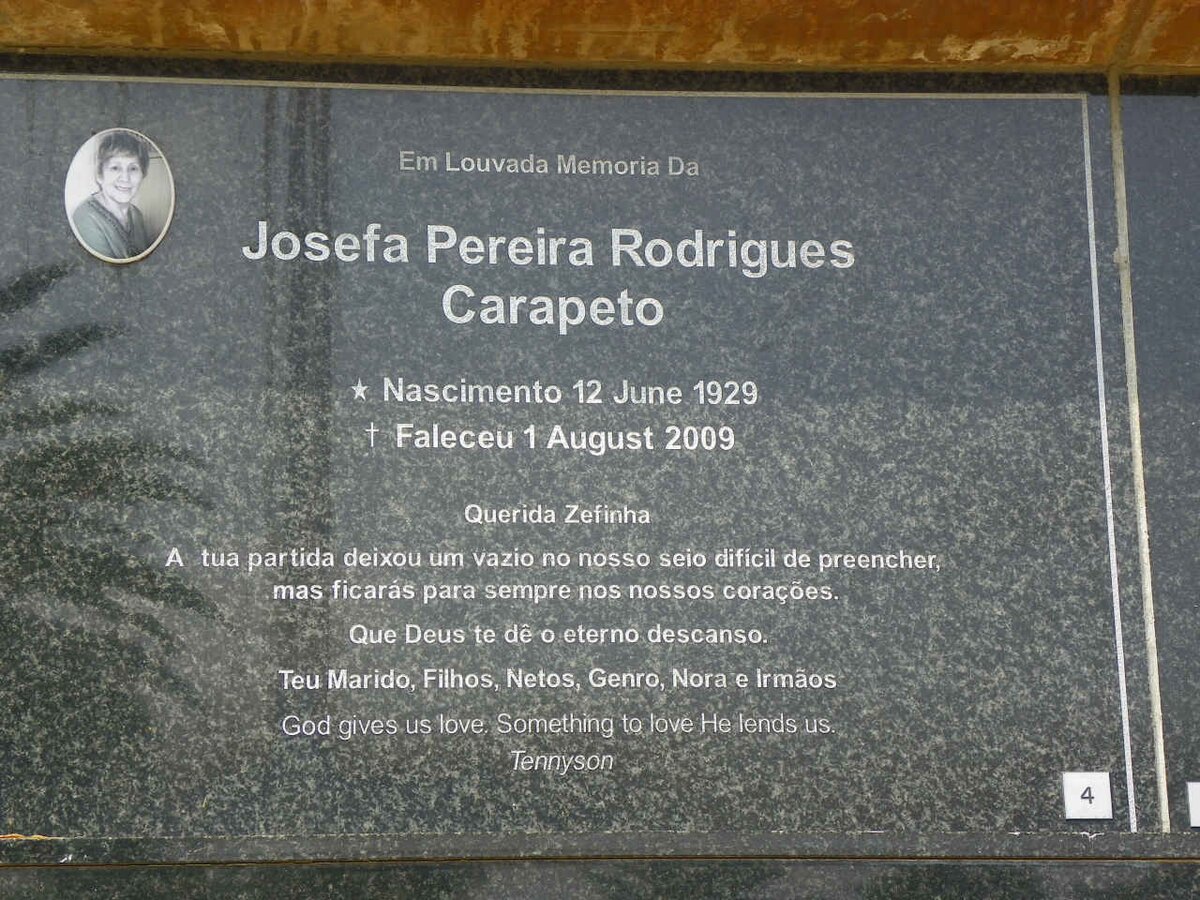 Em Louvada Memoria Da
Josefa Pereira Rodrigues
Carapeto
★ Nascimento 12 June 1929
† Faleceu 1 August 2009
Querida Zefinha
A tua partida deixou um vazio no nosso seio difícil de preencher,
mas ficarás para sempre nos nossos corações.
Que Deus te dê o eterno descanso.
Teu Marido, Filhos, Netos, Genro, Nora e Irmãos
God gives us love. Something to love He lends us.
Tennyson
4